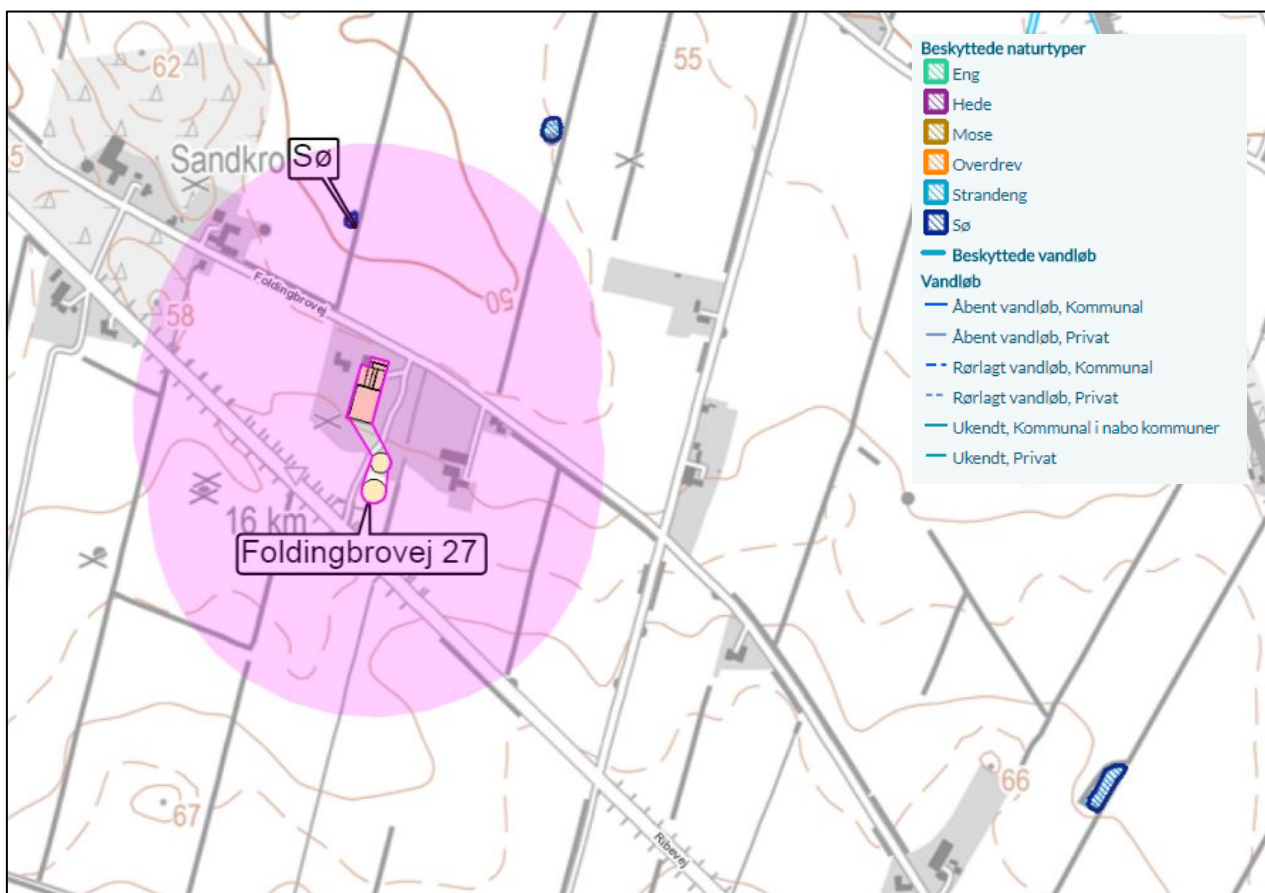 62
55
5
Sandkro
Sø
Foldingbrovej
50
58
16 km
Foldingbrovej 27
67
66
Ribevej
Beskyttede naturtyper
Eng
Hede
Mose
Overdrev
Strandeng
Sø
Beskyttede vandløb
Vandløb
Åbent vandløb, Kommunal
Åbent vandløb, Privat
Rørlagt vandløb, Kommunal
Rørlagt vandløb, Privat
Ukendt, Kommunal i nabo kommuner
Ukendt, Privat